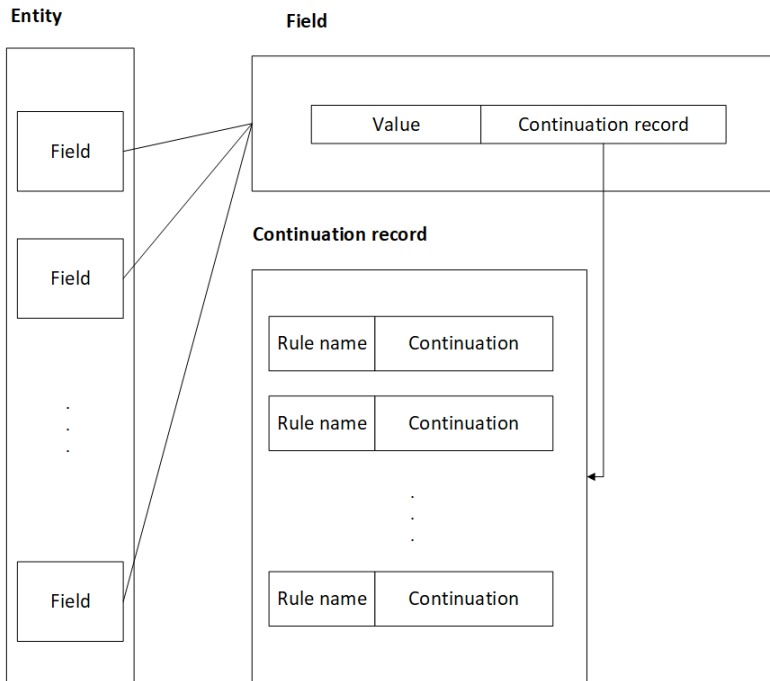 Entity
Field
Field
Value
Continuation record
Field
Continuation record
Field
Rule name
Continuation
Rule name
Continuation
.
.
.
.
.
.
Field
Rule name
Continuation